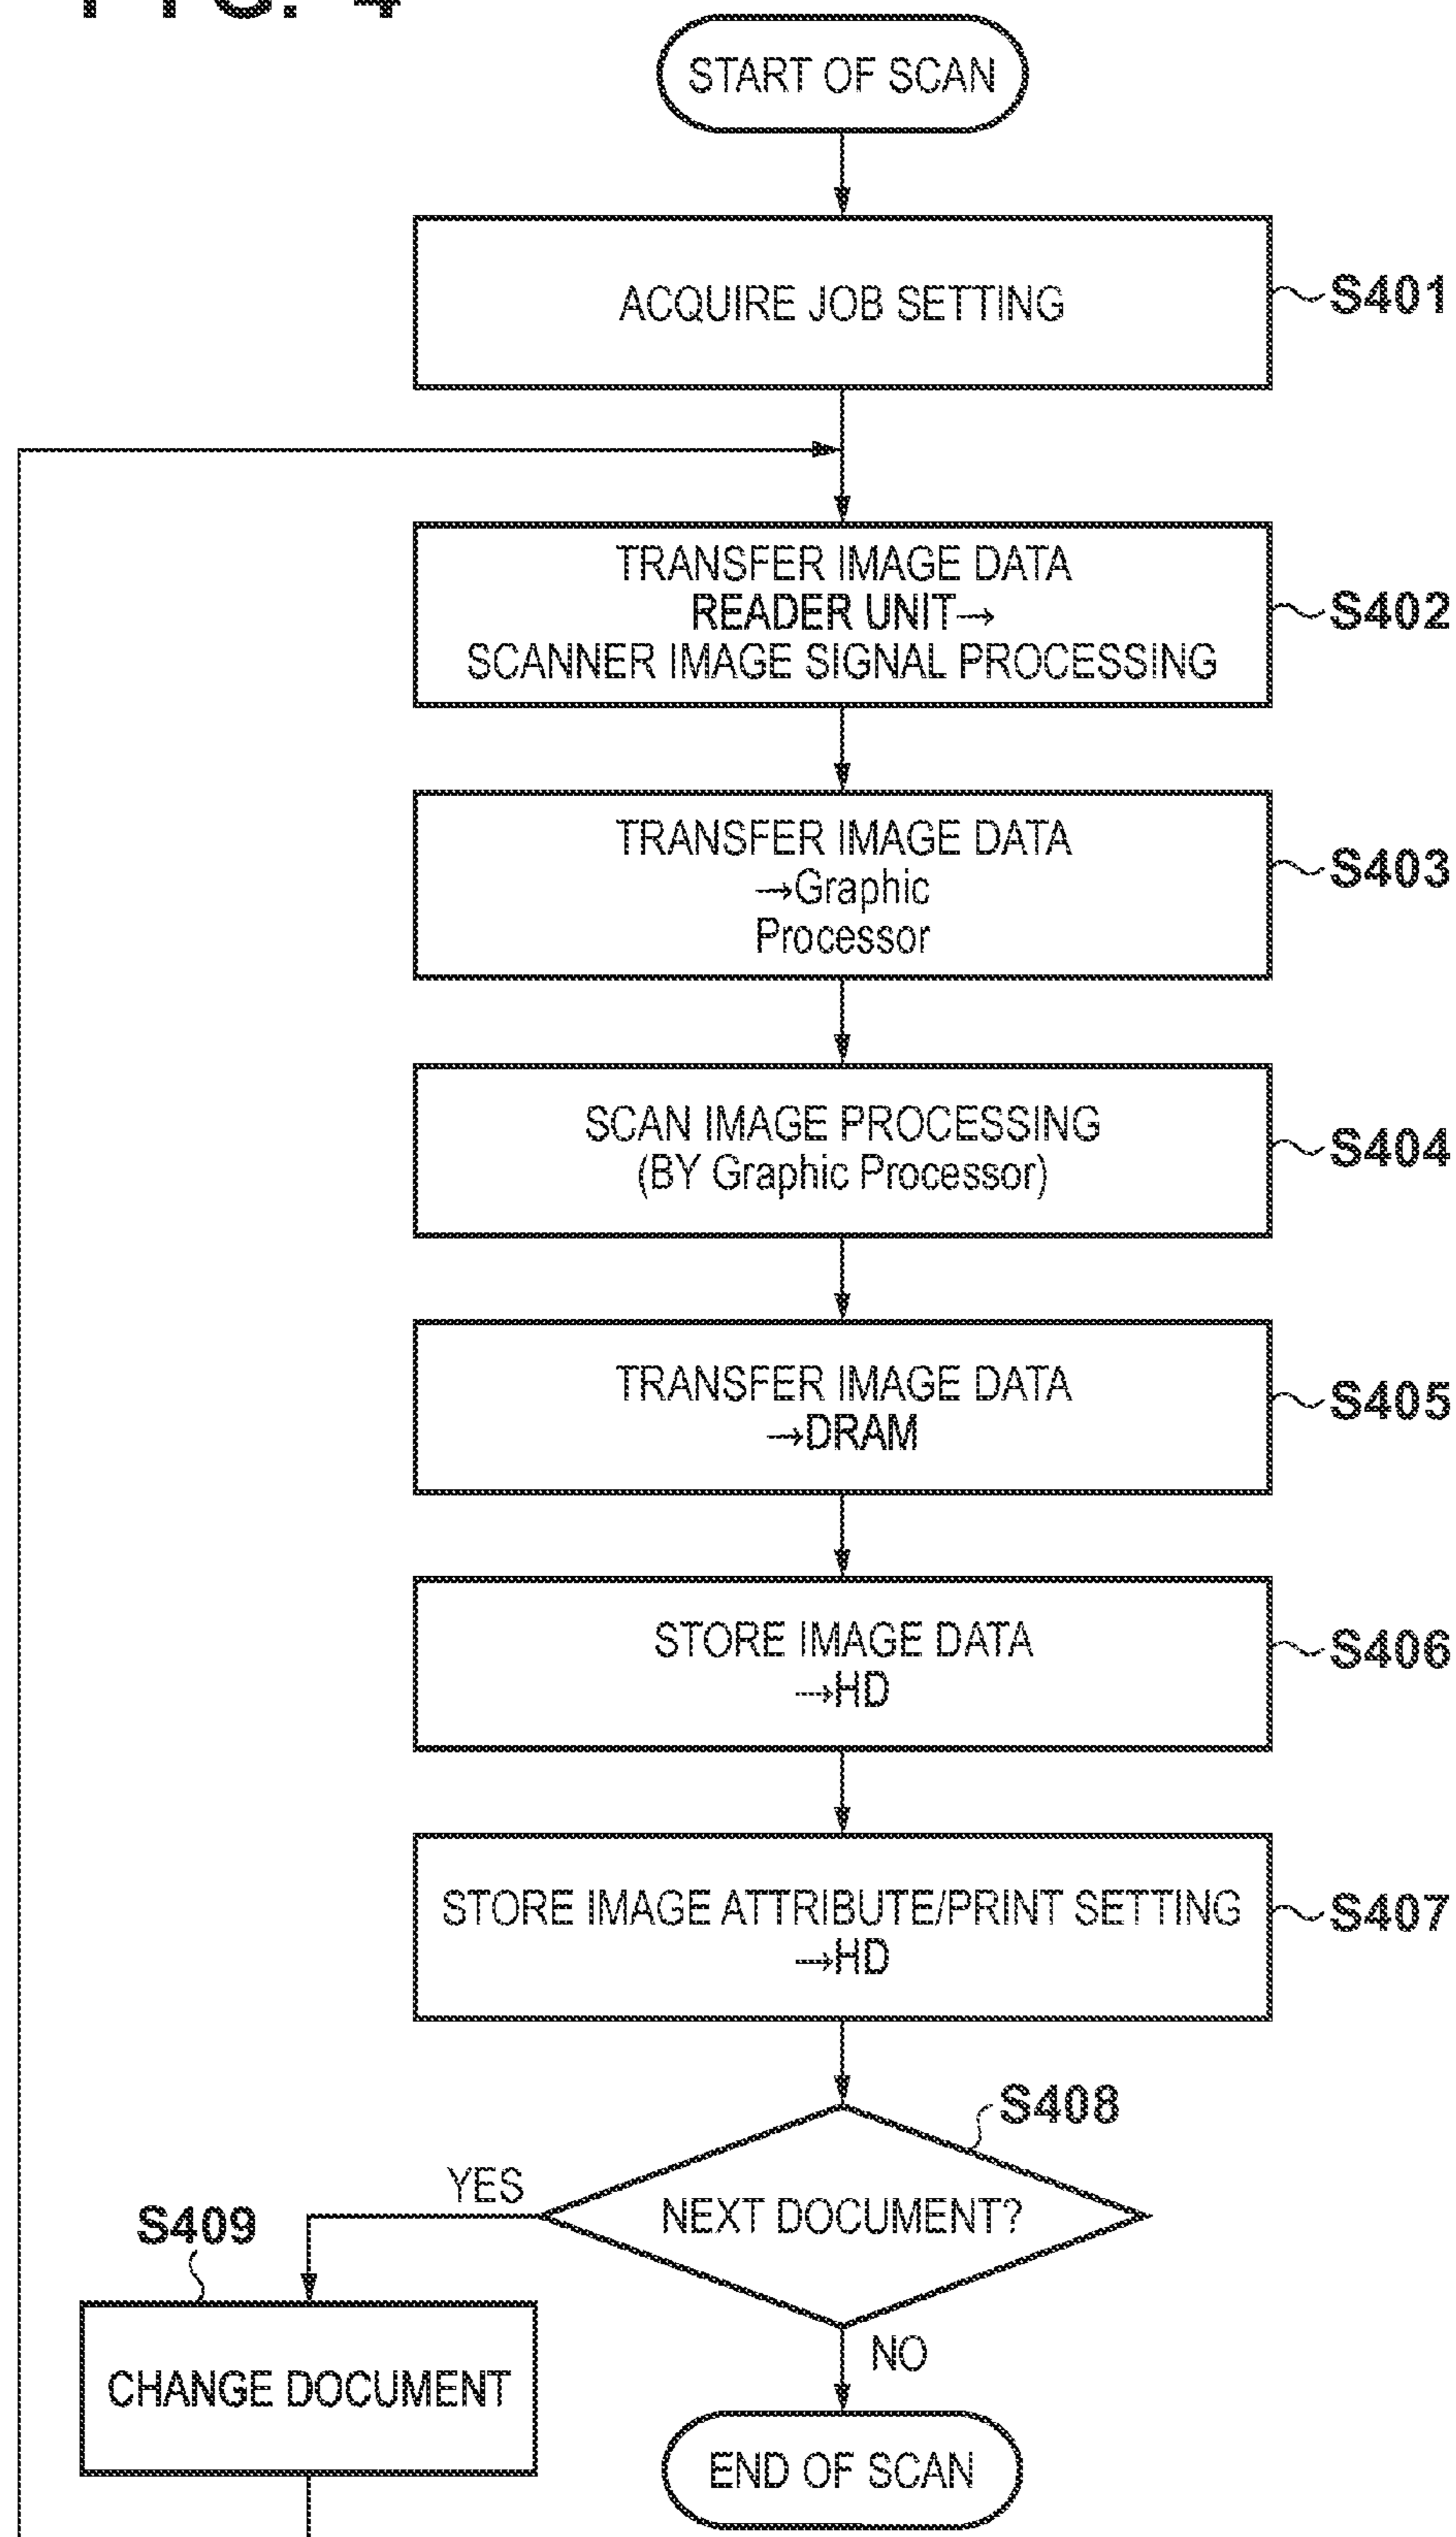 FIG. 4
START OF SCAN
ACQUIRE JOB SETTING
S401
TRANSFER IMAGE DATA
READER UNIT→
SCANNER IMAGE SIGNAL PROCESSING
S402
TRANSFER IMAGE DATA
→Graphic
Processor
S403
SCAN IMAGE PROCESSING
(BY Graphic Processor)
S404
TRANSFER IMAGE DATA
→DRAM
S405
STORE IMAGE DATA
→HD
S406
STORE IMAGE ATTRIBUTE/PRINT SETTING
→HD
S407
S408
NEXT DOCUMENT?
YES
S409
CHANGE DOCUMENT
NO
END OF SCAN